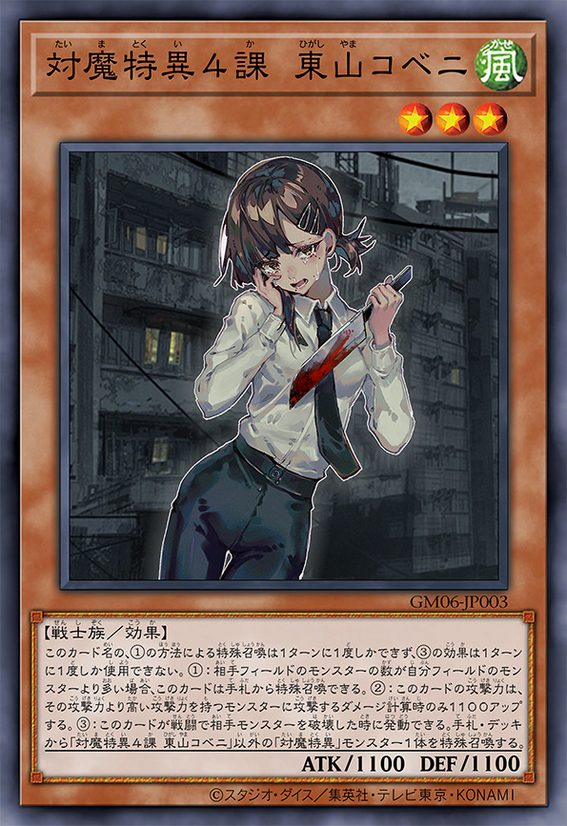 対魔特異４課 東山コベニ
風
GM06-JP003
【戦士族／効果】
このカード名の、①の方法による特殊召喚は1ターンに1度しかできず、③の効果は1ターン
に1度しか使用できない。①：相手フィールドのモンスターの数が自分フィールドのモン
スターより多い場合、このカードは手札から特殊召喚できる。②：このカードの攻撃力は、
その攻撃力より高い攻撃力を持つモンスターに攻撃するダメージ計算時のみ1100アップ
する。③：このカードが戦闘で相手モンスターを破壊した時に発動できる。手札・デッキ
から「対魔特異４課 東山コベニ」以外の「対魔特異」モンスター1体を特殊召喚する。
ATK/1100 DEF/1100
©スタジオ・ダイス／集英社・テレビ東京・KONAMI